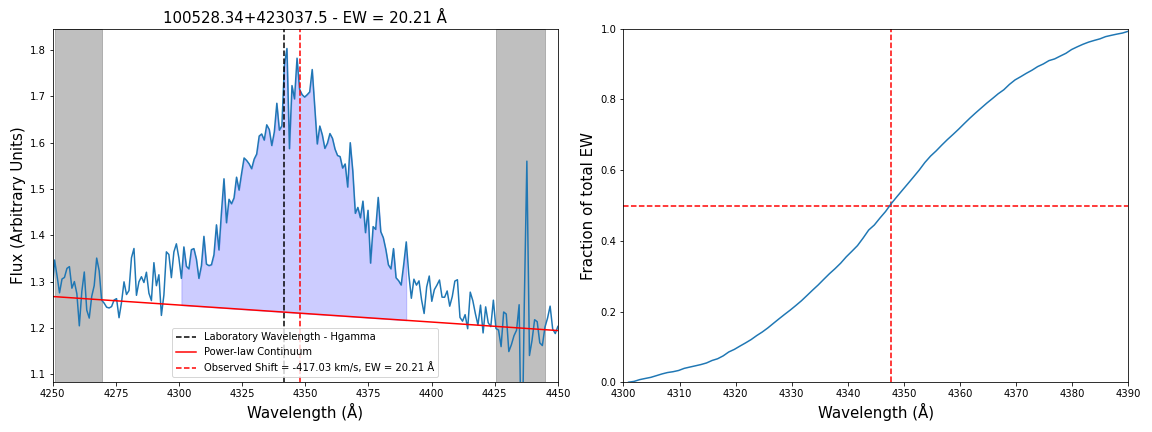 100528.34+423037.5 - EW = 20.21 Å
Flux (Arbitrary Units)
1.8
1.7
1.6
1.5
1.4
1.3
1.2
1.1
Laboratory Wavelength - Hgamma
Power-law Continuum
Observed Shift = -417.03 km/s, EW = 20.21 Å
4250 4275 4300 4325 4350 4375 4400 4425 4450
Wavelength (Å)
Fraction of total EW
1.0
0.8
0.6
0.4
0.2
0.0
4300 4310 4320 4330 4340 4350 4360 4370 4380 4390
Wavelength (Å)